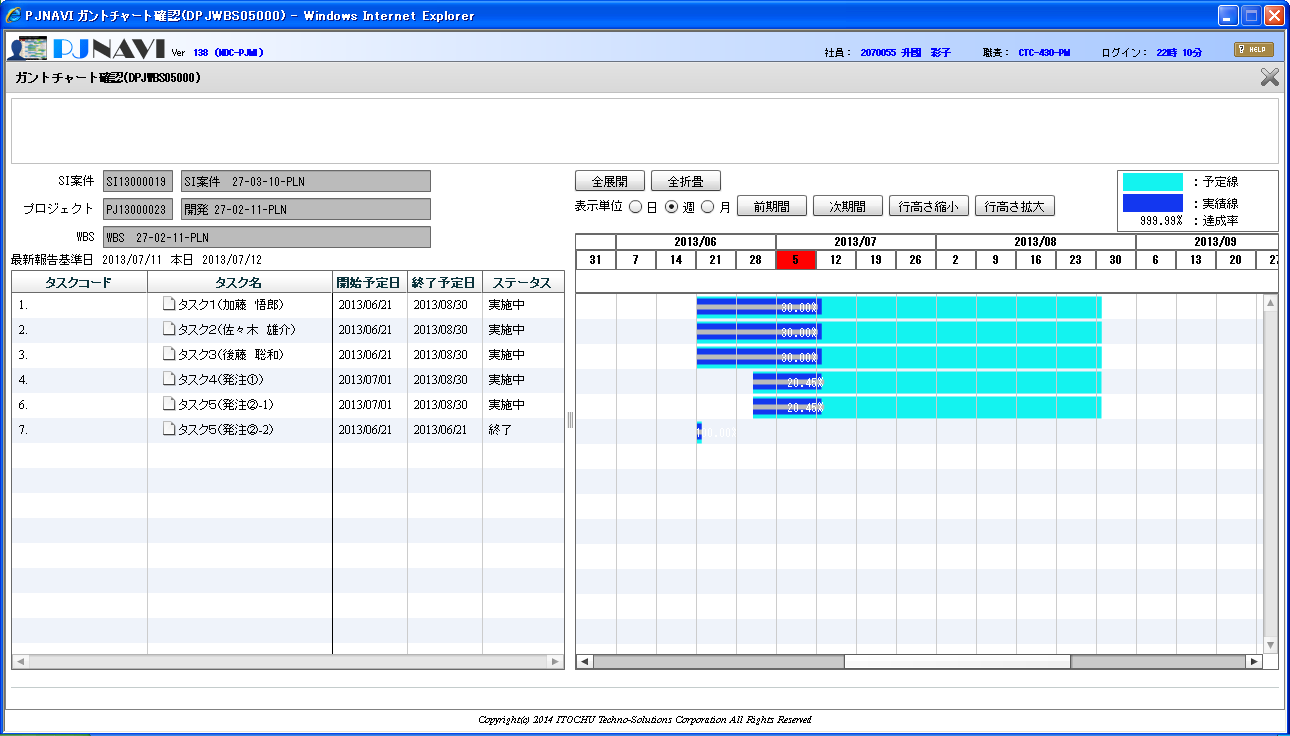 PJNAVI ガントチャート確認(DPJWBS05000) - Windows Internet Explorer
PJNAVI Ver 138 (NDC-PJMI) 社員： 2070055 升國 彩子 職責： CTC-430-PM ログイン： 22時 10分 ? HELP
ガントチャート確認(DPJWBS05000)
SI案件 SI13000019 SI案件 27-03-10-PLN
プロジェクト PJ13000023 開発 27-02-11-PLN
WBS WBS 27-02-11-PLN
最新報告基準日 2013/07/11 本日 2013/07/12
全展開 全折畳
表示単位 日 週 月 前期間 次期間 行高さ縮小 行高さ拡大
：予定線
：実績線
999.99% ：達成率
2013/06 2013/07 2013/08 2013/09
31 7 14 21 28 5 12 19 26 2 9 16 23 30 6 13 20 27
タスクコード タスク名 開始予定日 終了予定日 ステータス
1. タスク1(加藤 悟郎) 2013/06/21 2013/08/30 実施中 30.00%
2. タスク2(佐々木 雄介) 2013/06/21 2013/08/30 実施中 30.00%
3. タスク3(後藤 聡和) 2013/06/21 2013/08/30 実施中 30.00%
4. タスク4(発注①) 2013/07/01 2013/08/30 実施中 20.45%
6. タスク5(発注②-1) 2013/07/01 2013/08/30 実施中 20.45%
7. タスク5(発注②-2) 2013/06/21 2013/06/21 終了 100.00%
Copyright(c) 2014 ITOCHU Techno-Solutions Corporation All Rights Reserved